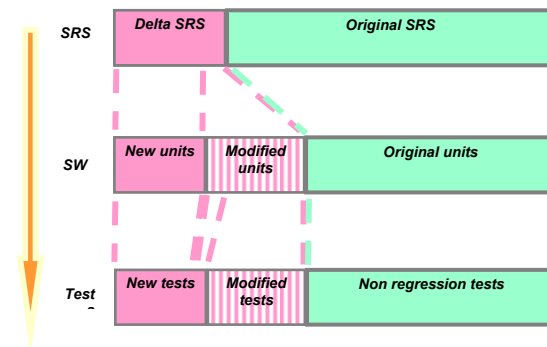 SRS
Delta SRS
Original SRS
SW
New units
Modified
units
Original units
Test
New tests
Modified
tests
Non regression tests